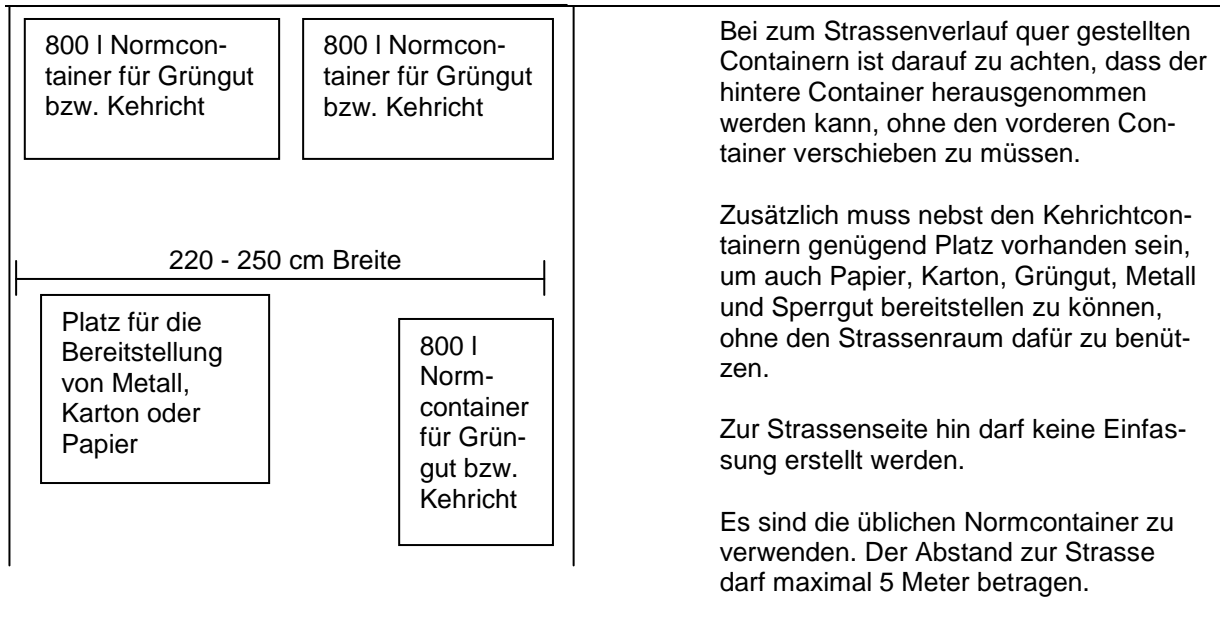 800 l Normcon-
tainer für Grüngut
bzw. Kehricht
800 l Normcon-
tainer für Grüngut
bzw. Kehricht
220 - 250 cm Breite
Platz für die
Bereitstellung
von Metall,
Karton oder
Papier
800 l
Norm-
container
für Grün-
gut bzw.
Kehricht
Bei zum Strassenverlauf quer gestellten
Containern ist darauf zu achten, dass der
hintere Container herausgenommen
werden kann, ohne den vorderen Con-
tainer verschieben zu müssen.
Zusätzlich muss nebst den Kehrichtcon-
tainern genügend Platz vorhanden sein,
um auch Papier, Karton, Grüngut, Metall
und Sperrgut bereitstellen zu können,
ohne den Strassenraum dafür zu benüt-
zen.
Zur Strassenseite hin darf keine Einfas-
sung erstellt werden.
Es sind die üblichen Normcontainer zu
verwenden. Der Abstand zur Strasse
darf maximal 5 Meter betragen.